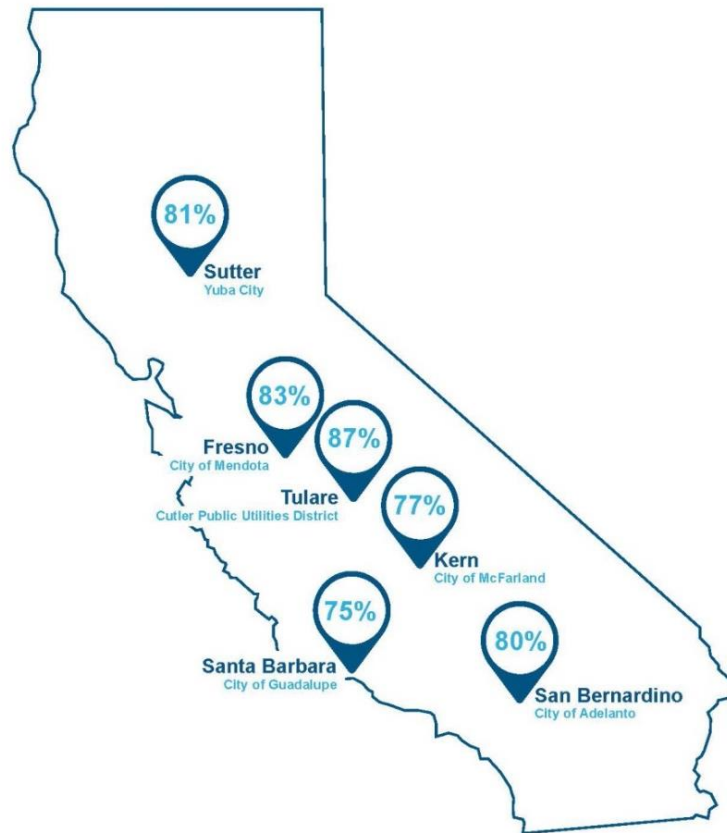 81%
Sutter
Yuba City
83%
Fresno
City of Mendota
87%
Tulare
Cutler Public Utilities District
77%
Kern
City of McFarland
75%
Santa Barbara
City of Guadalupe
80%
San Bernardino
City of Adelanto